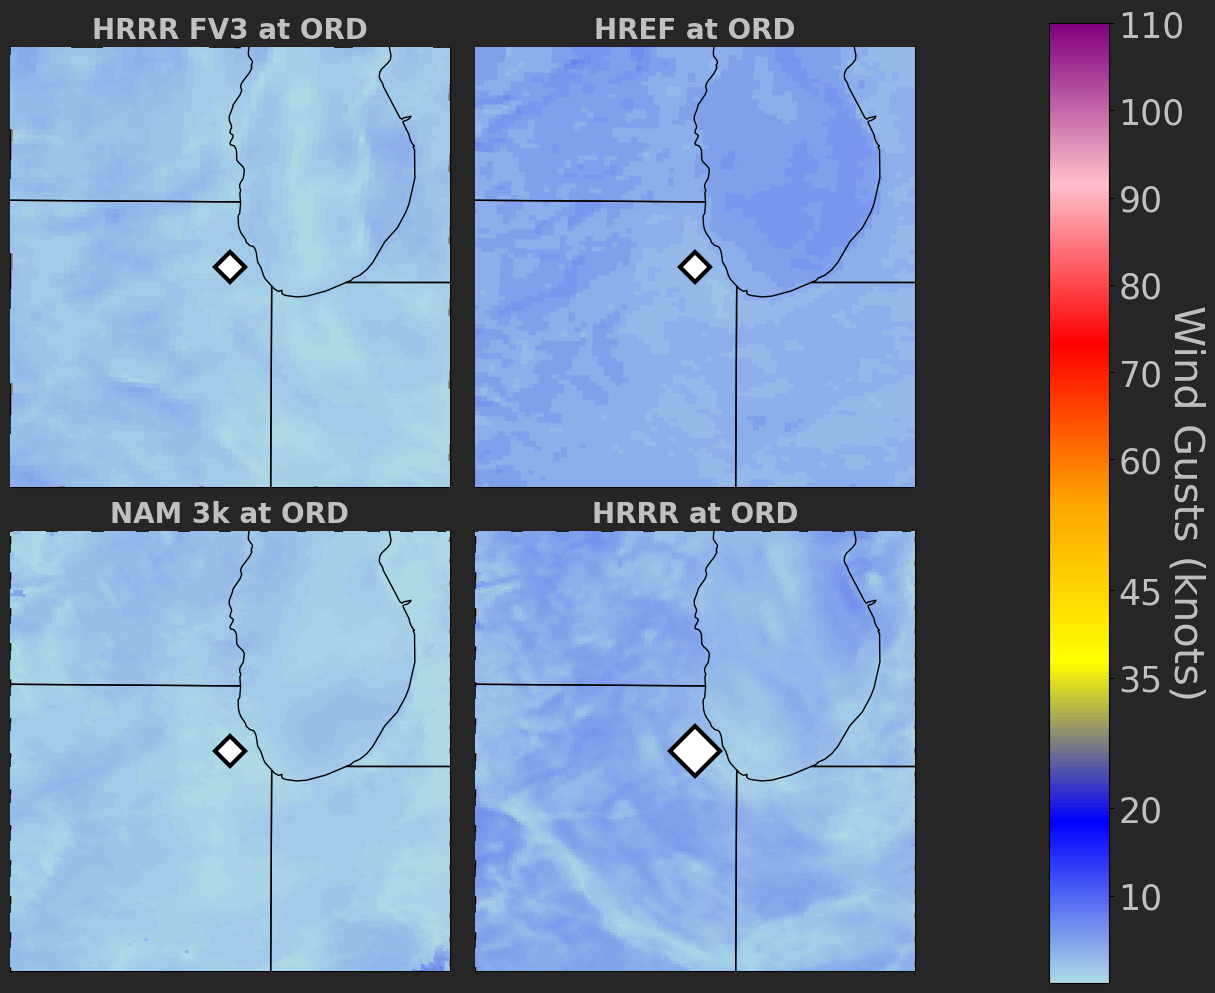 HRRR FV3 at ORD
HREF at ORD
NAM 3k at ORD
HRRR at ORD
110
100
90
80
70
60
45
35
20
10
Wind Gusts (knots)